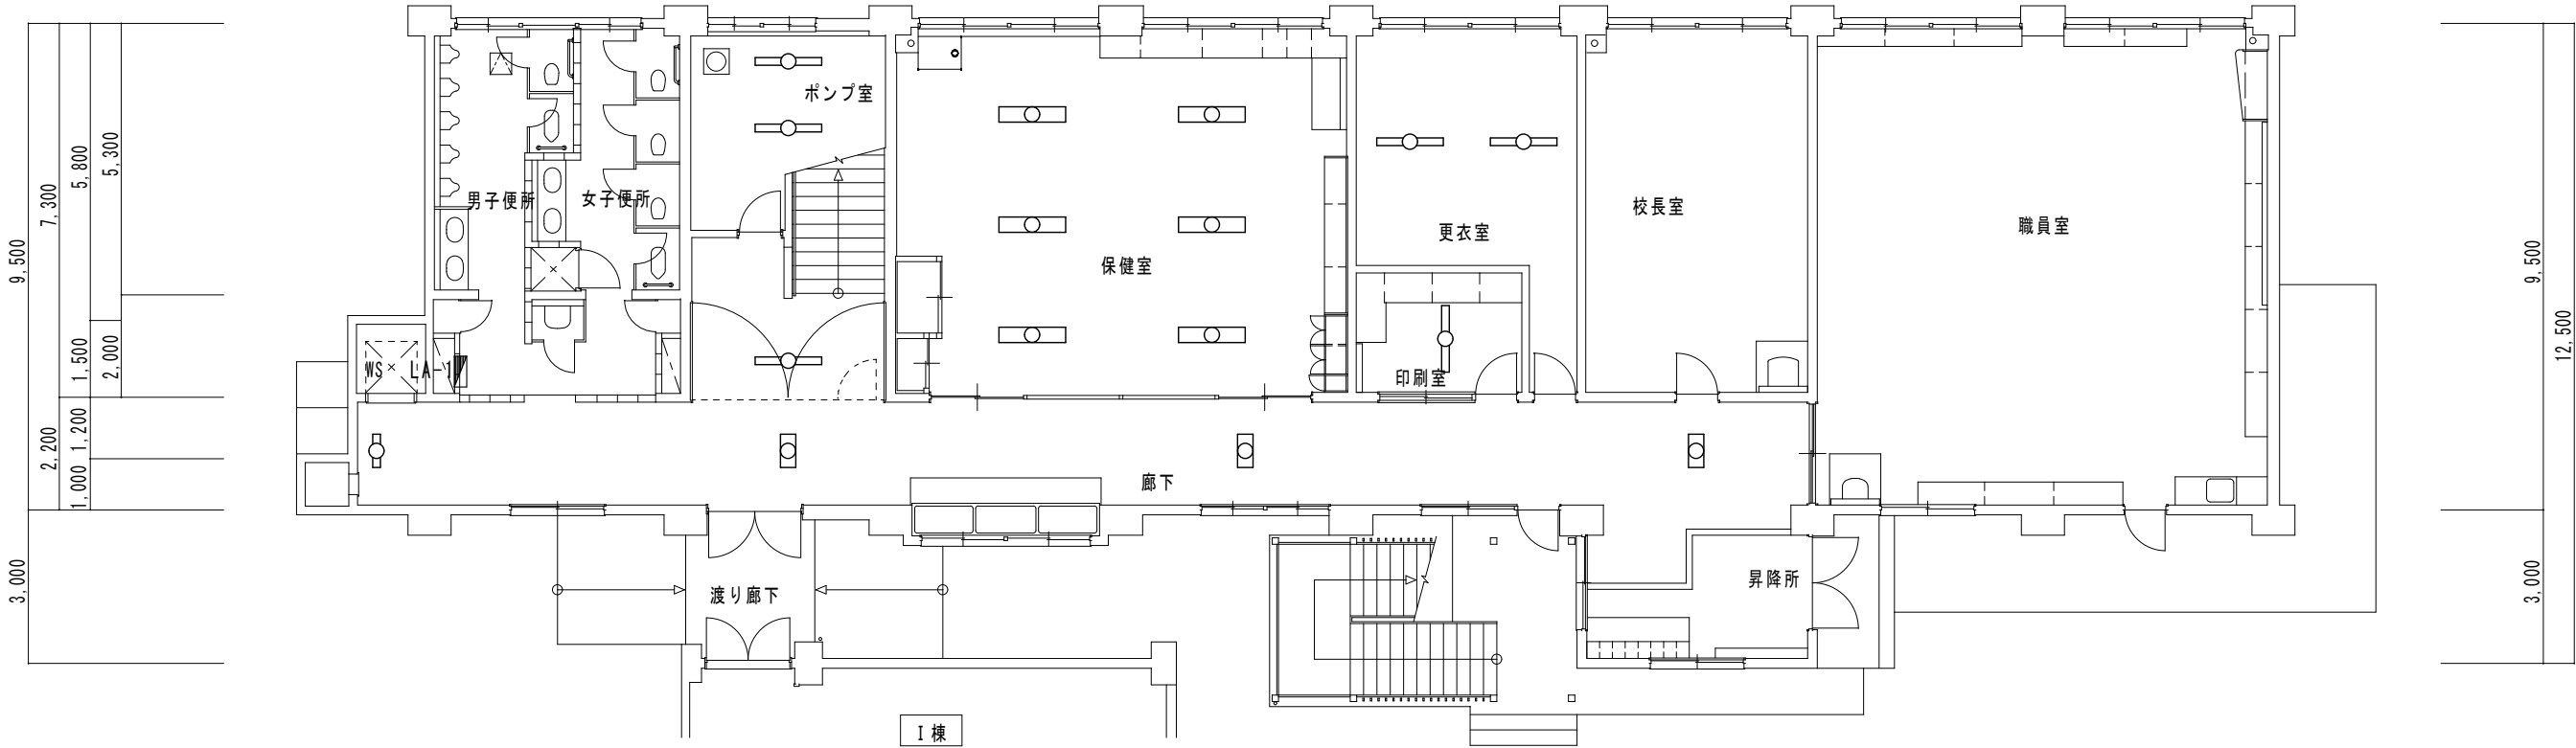 ポンプ室
男子便所
女子便所
保健室
更衣室
校長室
職員室
印刷室
WS
LA-1
廊下
渡り廊下
昇降所
I棟
9,500
7,300
5,800
5,300
1,500
2,000
2,200
1,200
1,000
3,000
9,500
12,500
3,000